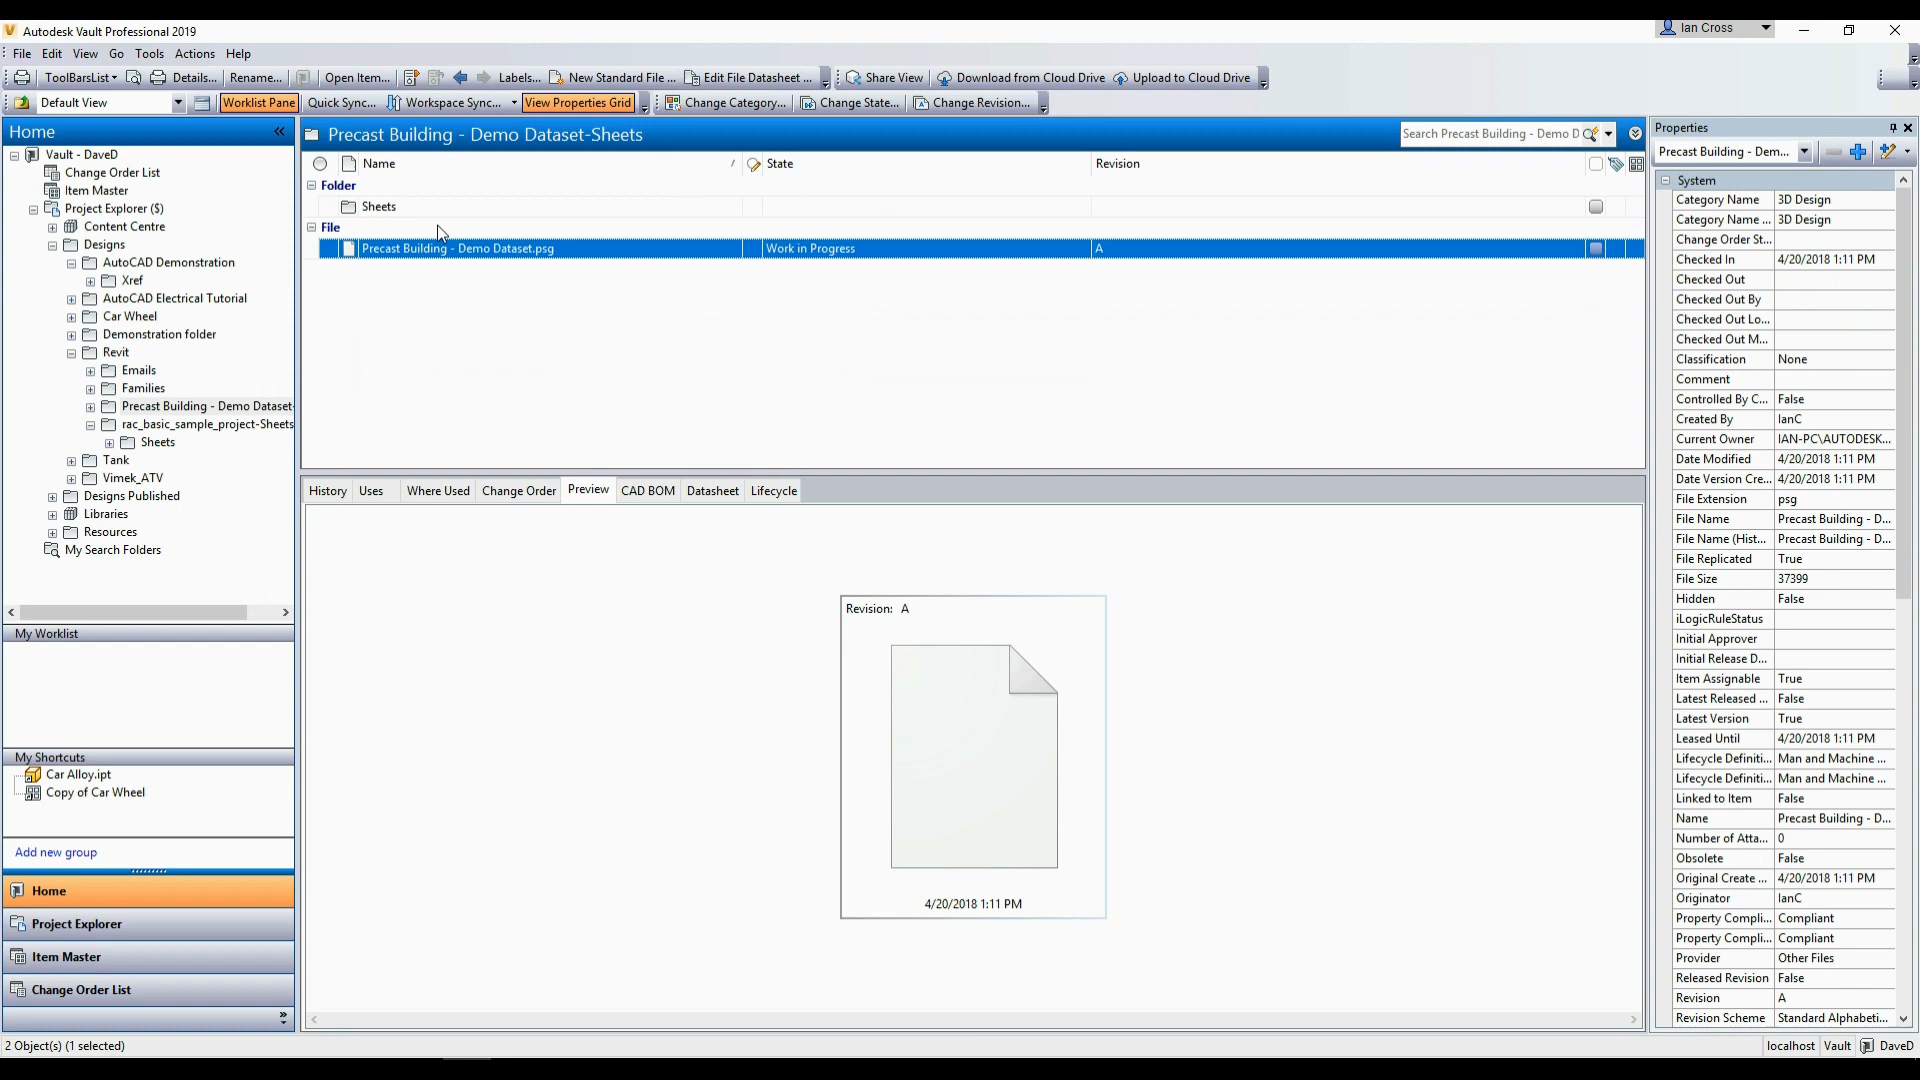 Autodesk Vault Professional 2019
Ian Cross
File Edit View Go Tools Actions Help
ToolBarsList Details... Rename... Open Item... Labels... New Standard File ... Edit File Datasheet ... Share View Download from Cloud Drive Upload to Cloud Drive
Default View Worklist Pane Quick Sync... Workspace Sync... View Properties Grid Change Category... Change State... Change Revision...
Home
Vault - DaveD
Change Order List
Item Master
Project Explorer ($)
Content Centre
Designs
AutoCAD Demonstration
Xref
AutoCAD Electrical Tutorial
Car Wheel
Demonstration folder
Revit
Emails
Families
Precast Building - Demo Dataset-
rac_basic_sample_project-Sheets
Sheets
Tank
Vimek_ATV
Designs Published
Libraries
Resources
My Search Folders
My Worklist
My Shortcuts
Car Alloy.ipt
Copy of Car Wheel
Add new group
Home
Project Explorer
Item Master
Change Order List
Precast Building - Demo Dataset-Sheets
Search Precast Building - Demo D
Name State Revision
Folder
Sheets
File
Precast Building - Demo Dataset.psg Work in Progress A
History Uses Where Used Change Order Preview CAD BOM Datasheet Lifecycle
Revision: A
4/20/2018 1:11 PM
Properties
Precast Building - Dem...
System
Category Name 3D Design
Category Name ... 3D Design
Change Order St...
Checked In 4/20/2018 1:11 PM
Checked Out
Checked Out By
Checked Out Lo...
Checked Out M...
Classification None
Comment
Controlled By C... False
Created By IanC
Current Owner IAN-PC\AUTODESK...
Date Modified 4/20/2018 1:11 PM
Date Version Cre... 4/20/2018 1:11 PM
File Extension psg
File Name Precast Building - D...
File Name (Hist... Precast Building - D...
File Replicated True
File Size 37399
Hidden False
iLogicRuleStatus
Initial Approver
Initial Release D...
Item Assignable True
Latest Released ... False
Latest Version True
Leased Until 4/20/2018 1:11 PM
Lifecycle Definiti... Man and Machine ...
Lifecycle Definiti... Man and Machine ...
Linked to Item False
Name Precast Building - D...
Number of Atta... 0
Obsolete False
Original Create ... 4/20/2018 1:11 PM
Originator IanC
Property Compli... Compliant
Property Compli... Compliant
Provider Other Files
Released Revision False
Revision A
Revision Scheme Standard Alphabeti...
2 Object(s) (1 selected)
localhost Vault DaveD